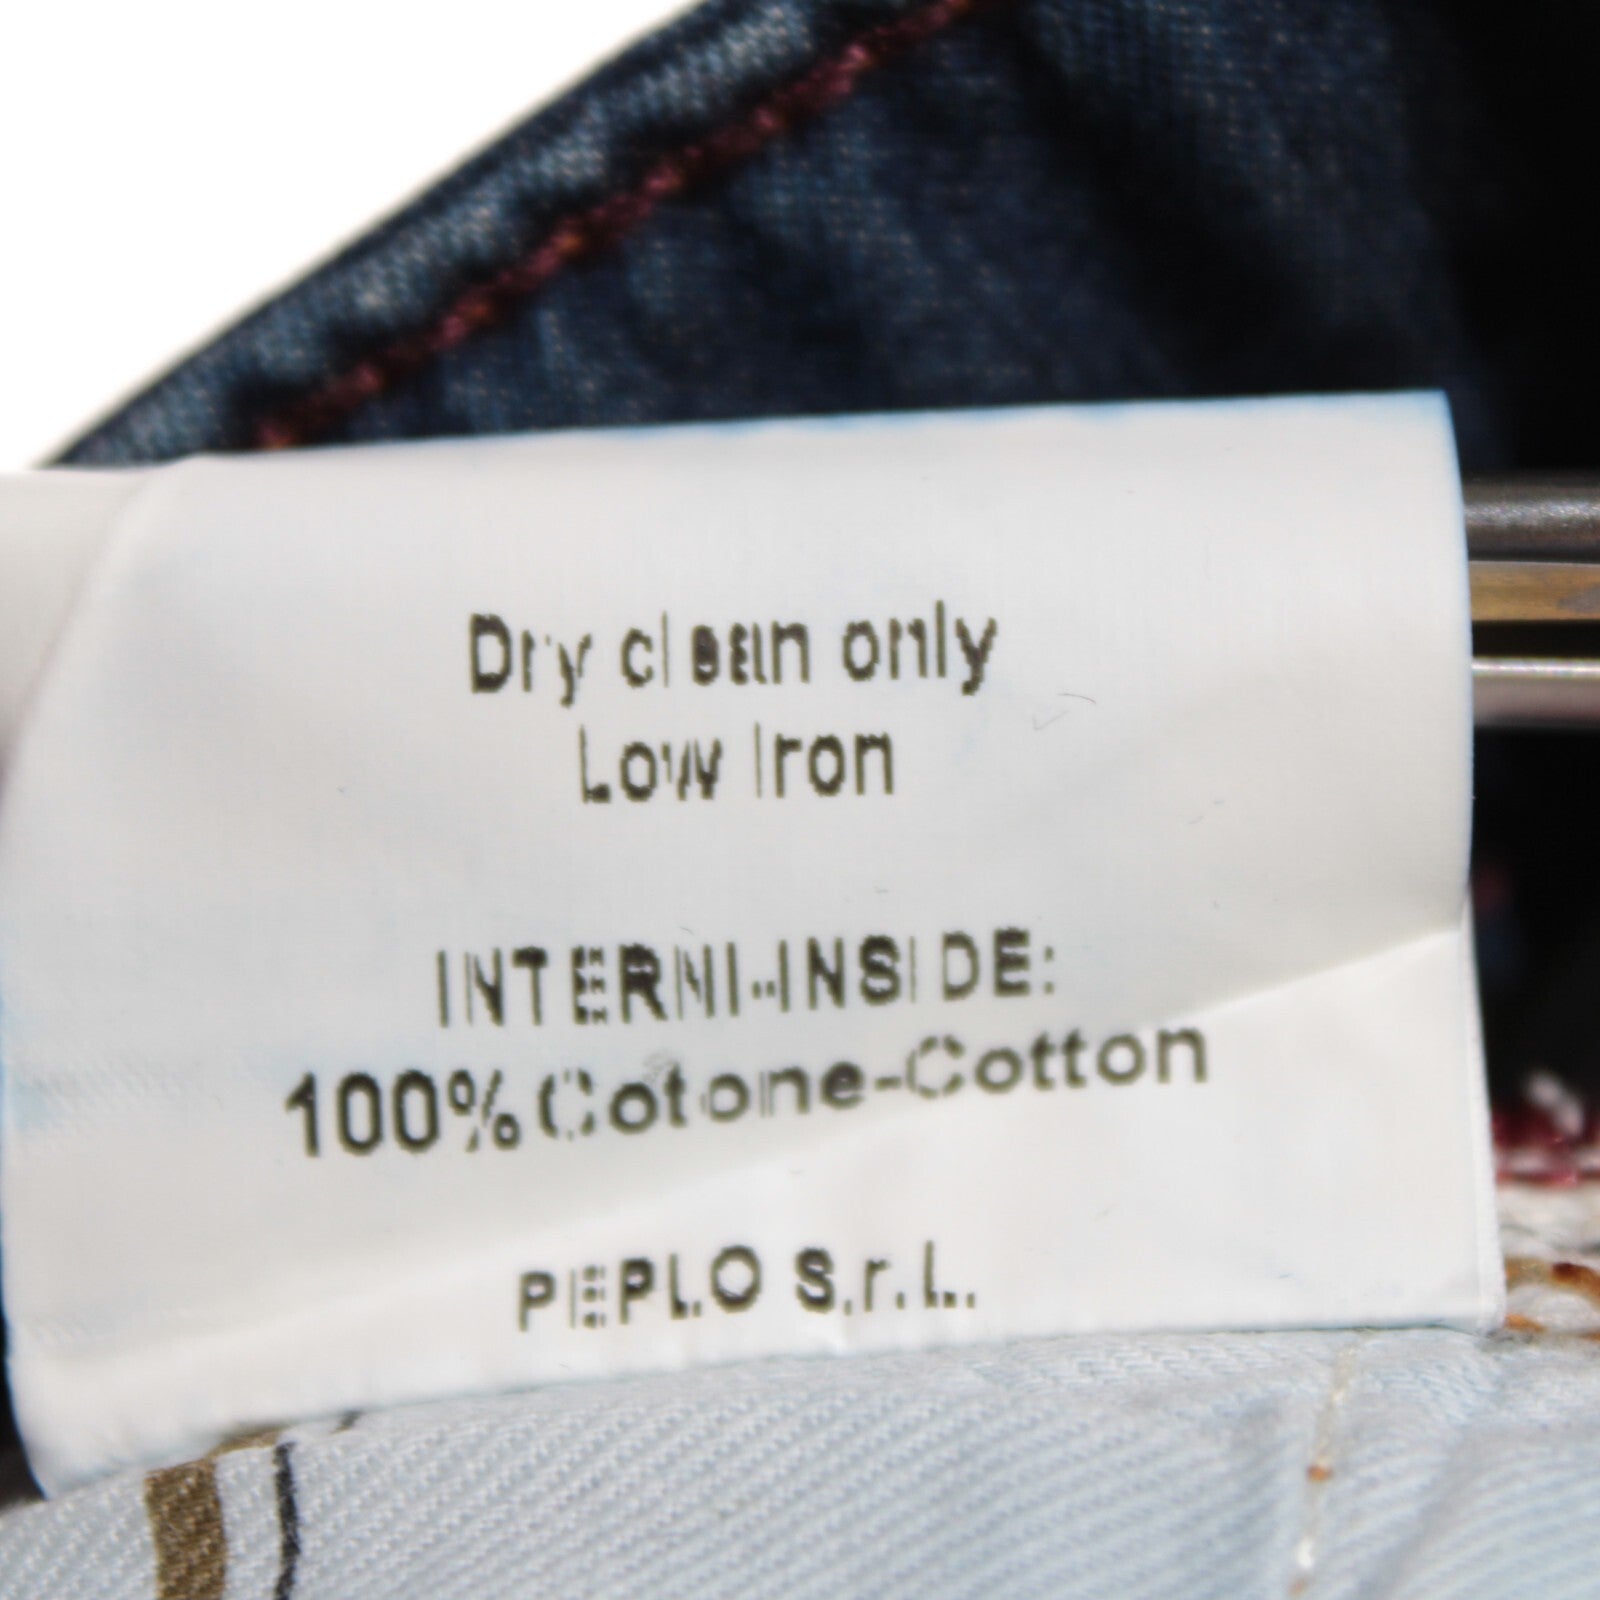 Dry clean only
Low Iron
INTERNI-INSIDE:
100% Cotone-Cotton
PEPLO S.r.L.